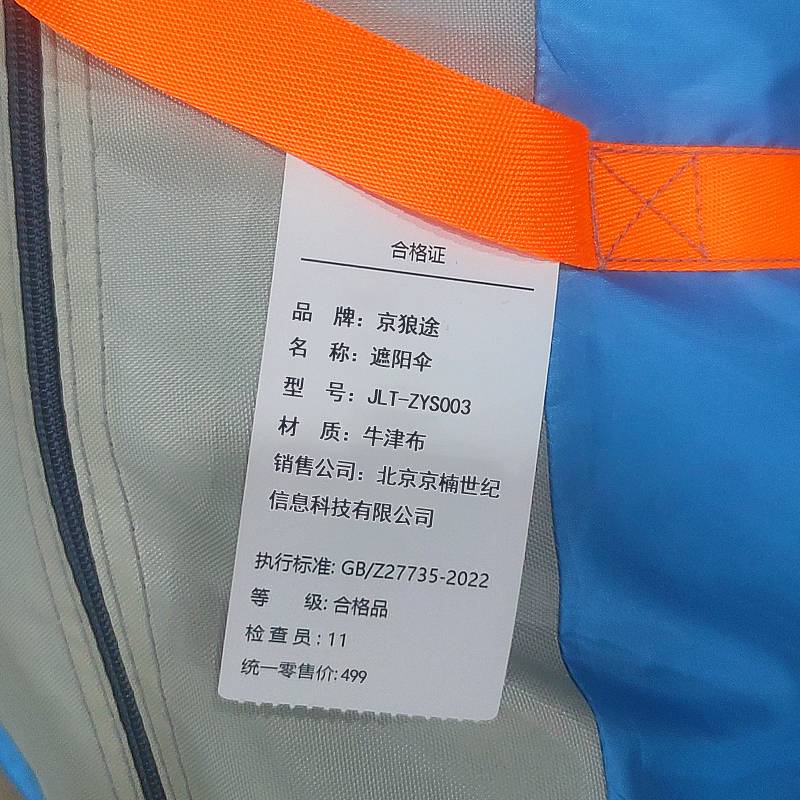 合格证
品 牌：京狼途
名 称：遮阳伞
型 号：JLT-ZYS003
材 质：牛津布
销售公司：北京京楠世纪
信息科技有限公司
执行标准: GB/Z27735-2022
等 级: 合格品
检 查 员 : 11
统一零售价:499